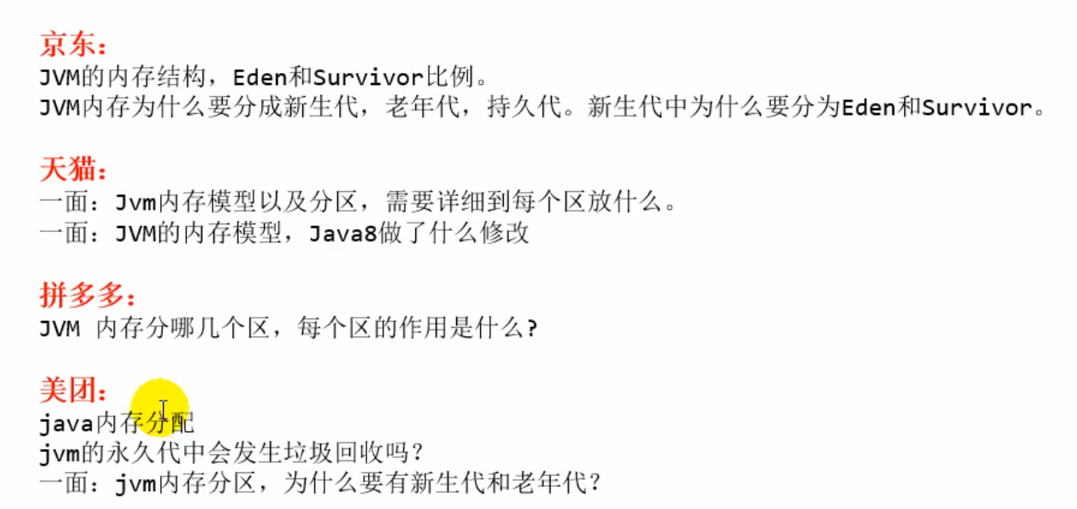 京东：
JVM的内存结构，Eden和Survivor比例。
JVM内存为什么要分成新生代，老年代，持久代。新生代中为什么要分为Eden和Survivor。
天猫：
一面：Jvm内存模型以及分区，需要详细到每个区放什么。
一面：JVM的内存模型，Java8做了什么修改
拼多多：
JVM 内存分哪几个区，每个区的作用是什么?
美团：
java内存分配
jvm的永久代中会发生垃圾回收吗？
一面：jvm内存分区，为什么要有新生代和老年代？